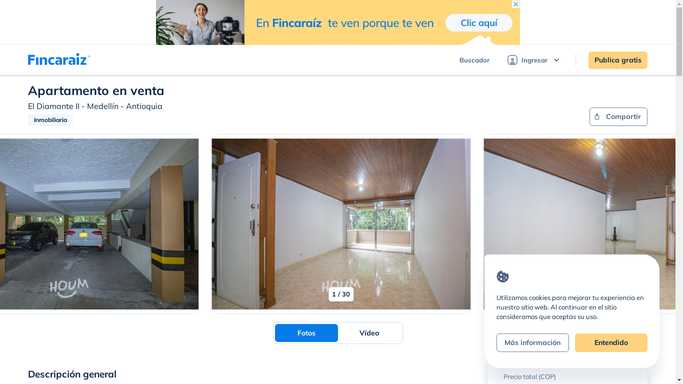 En Fincaraíz te ven porque te ven
Clic aquí
Fincaraíz
Buscador
Ingresar
Publica gratis
Apartamento en venta
El Diamante II - Medellín - Antioquia
Inmobiliaria
Compartir
HOUM
HOUM
1 / 30
Fotos
Vídeo
Utilizamos cookies para mejorar tu experiencia en
nuestro sitio web. Al continuar en el sitio
consideramos que aceptas su uso.
Más información
Entendido
Descripción general
Precio total (COP)